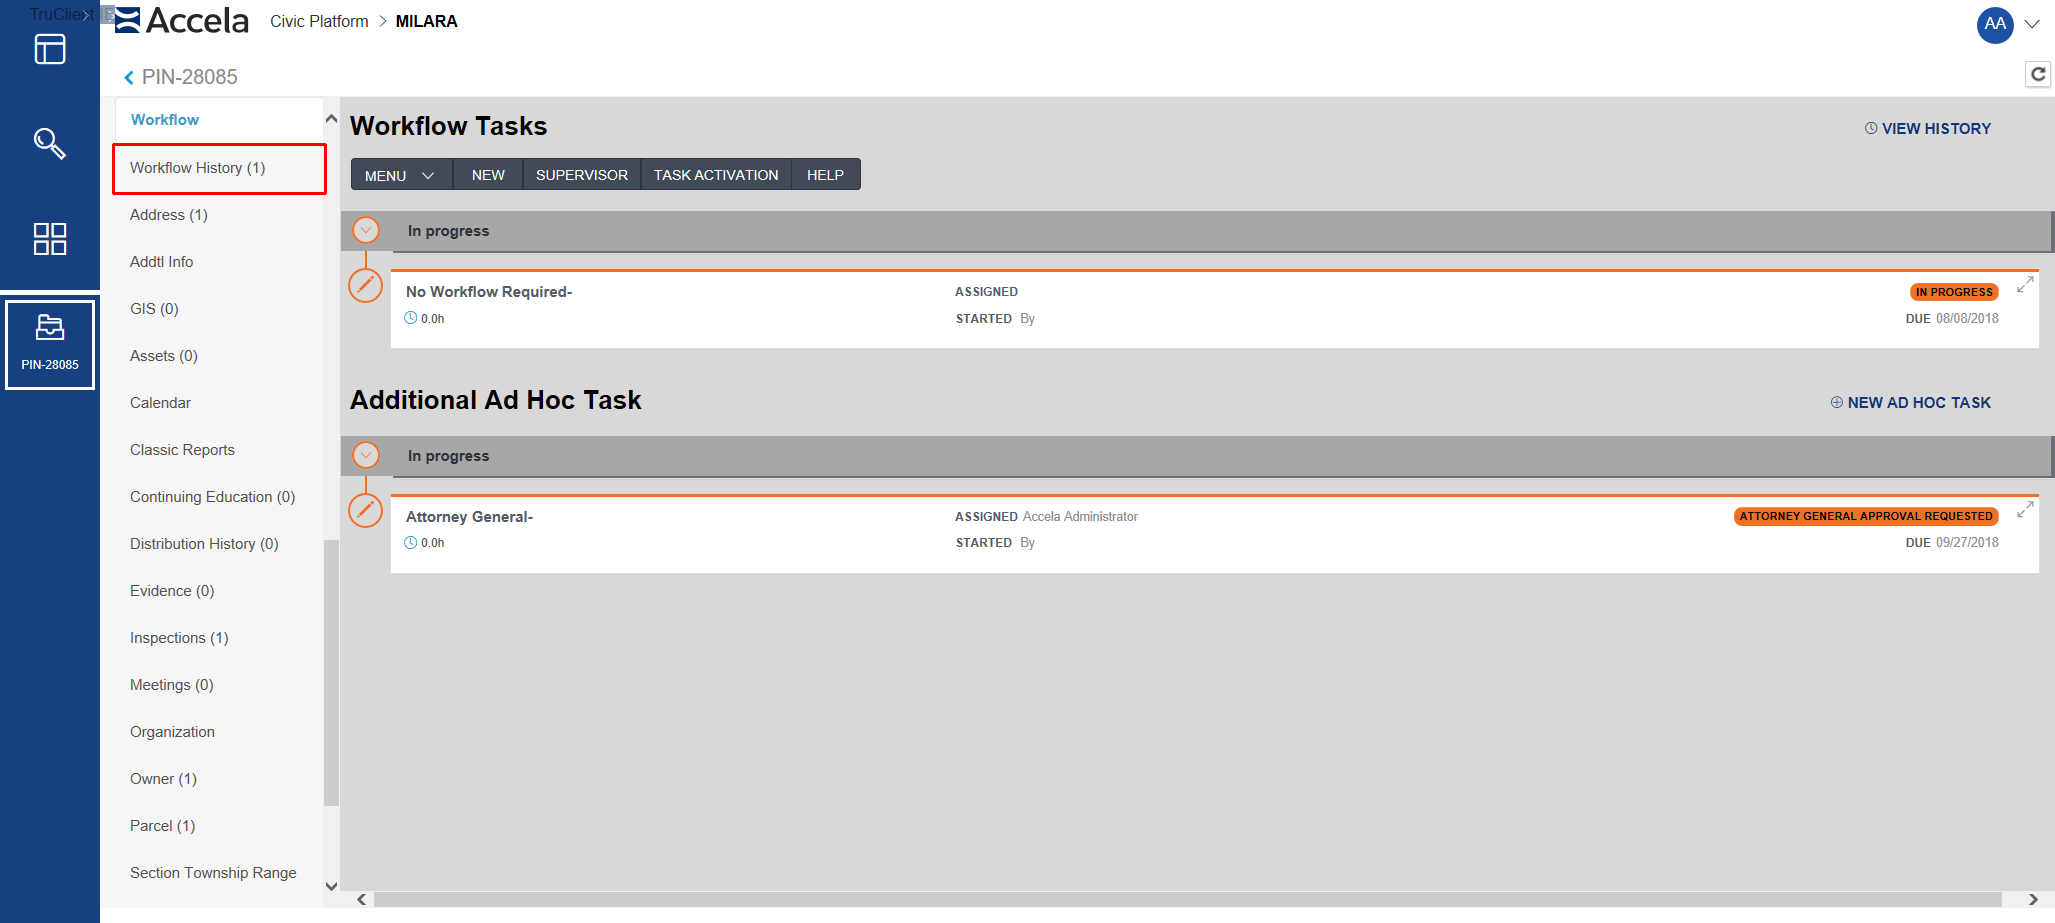 TruClient
Accela
Civic Platform > MILARA
AA
PIN-28085
PIN-28085
Workflow
Workflow History (1)
Address (1)
Addtl Info
GIS (0)
Assets (0)
Calendar
Classic Reports
Continuing Education (0)
Distribution History (0)
Evidence (0)
Inspections (1)
Meetings (0)
Organization
Owner (1)
Parcel (1)
Section Township Range
Workflow Tasks
VIEW HISTORY
MENU NEW SUPERVISOR TASK ACTIVATION HELP
In progress
No Workflow Required- ASSIGNED IN PROGRESS
0.0h STARTED By DUE 08/08/2018
Additional Ad Hoc Task
NEW AD HOC TASK
In progress
Attorney General- ASSIGNED Accela Administrator ATTORNEY GENERAL APPROVAL REQUESTED
0.0h STARTED By DUE 09/27/2018